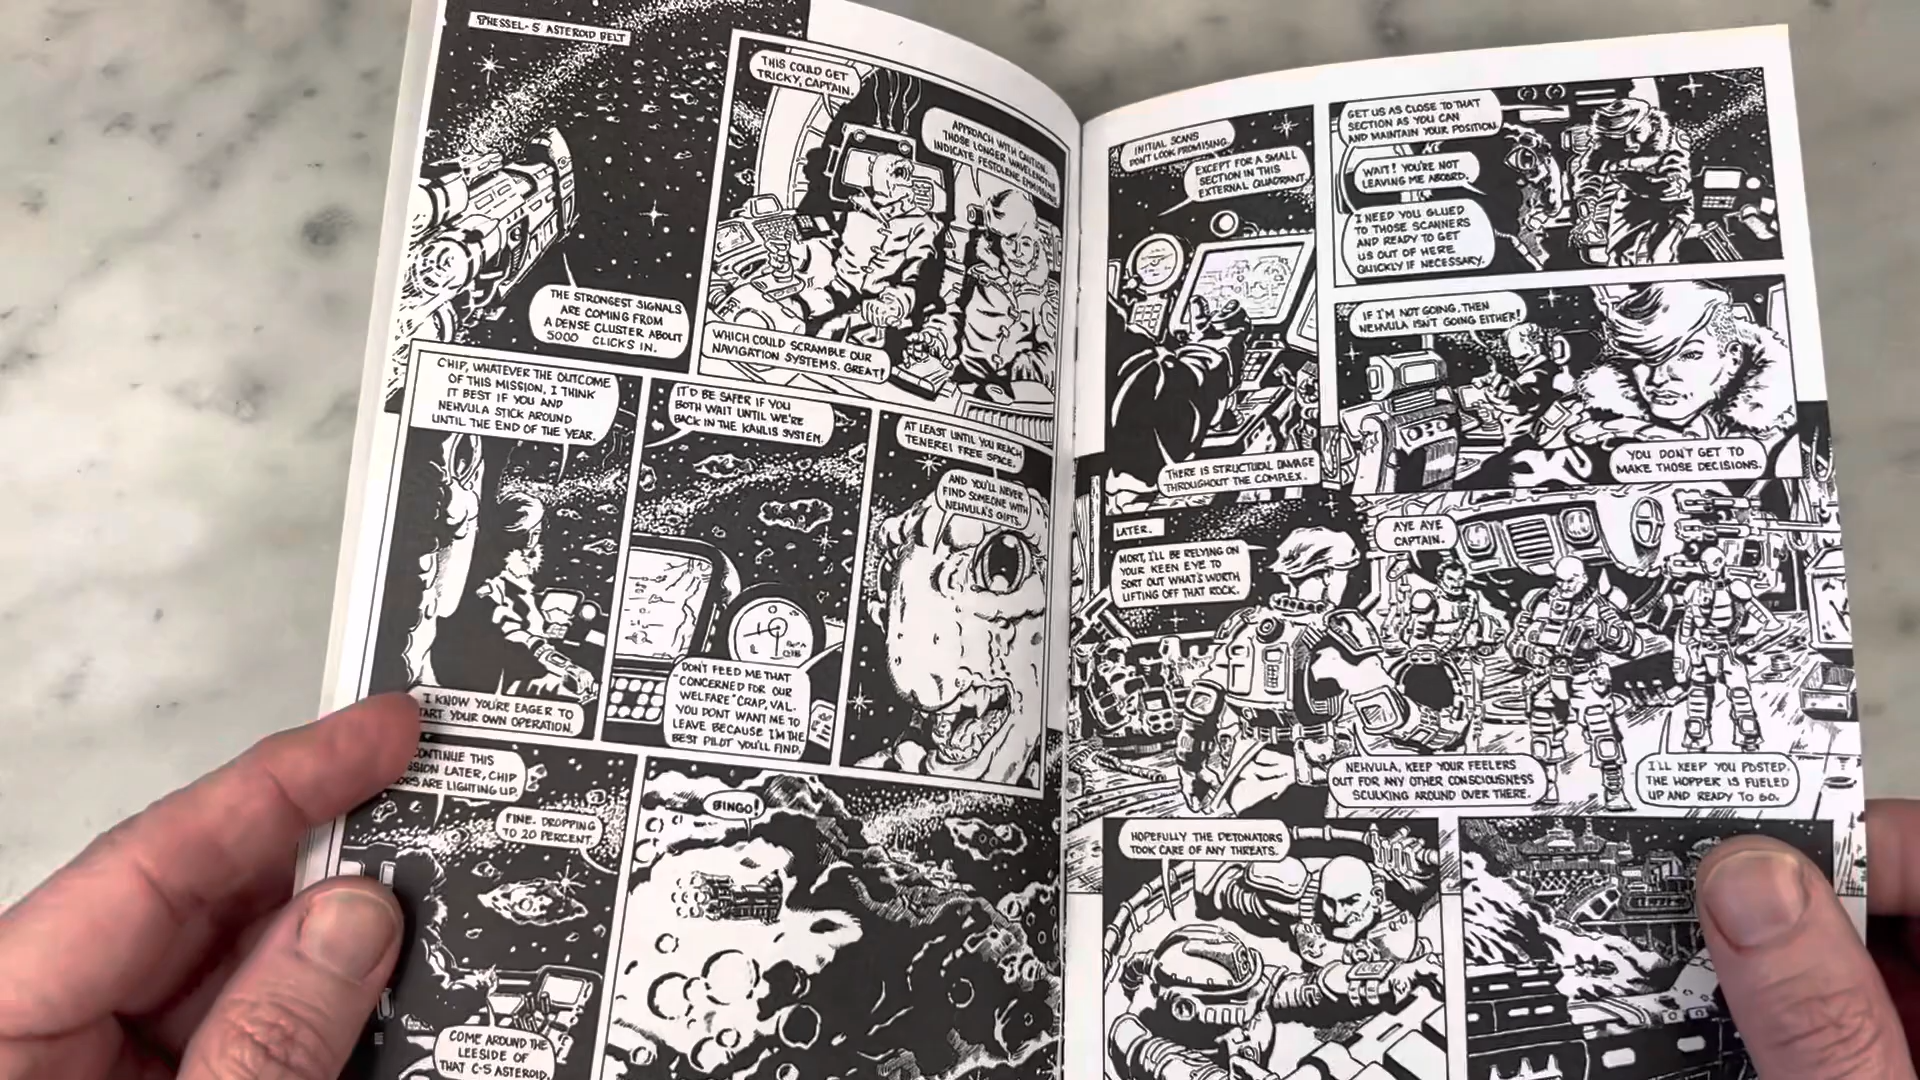 THESSEL-5 ASTEROID BELT
THE STRONGEST SIGNALS
ARE COMING FROM
A DENSE CLUSTER ABOUT
5000 CLICKS IN.
THIS COULD GET
TRICKY, CAPTAIN.
APPROACH WITH CAUTION.
THOSE LONGER WAVELENGTHS
INDICATE FESTOLENE EMMISSIONS.
WHICH COULD SCRAMBLE OUR
NAVIGATION SYSTEMS. GREAT!
CHIP, WHATEVER THE OUTCOME
OF THIS MISSION, I THINK
IT BEST IF YOU AND
NEHVULA STICK AROUND
UNTIL THE END OF THE YEAR.
I KNOW YOU'RE EAGER TO
TART YOUR OWN OPERATION.
IT'D BE SAFER IF YOU
BOTH WAIT UNTIL WE'RE
BACK IN THE KAHLIS SYSTEM.
DON'T FEED ME THAT
"CONCERNED FOR OUR
WELFARE" CRAP, VAL.
YOU DON'T WANT ME TO
LEAVE BECAUSE I'M THE
BEST PILOT YOU'LL FIND.
AT LEAST UNTIL YOU REACH
TENEREI FREE SPACE.
AND YOU'LL NEVER
FIND SOMEONE WITH
NEHVULA'S GIFTS.
CONTINUE THIS
SSION LATER, CHIP
ORS ARE LIGHTING UP.
FINE. DROPPING
TO 20 PERCENT.
COME AROUND THE
LEESIDE OF
THAT C-5 ASTEROID.
BINGO!
INITIAL SCANS
DON'T LOOK PROMISING.
EXCEPT FOR A SMALL
SECTION IN THIS
EXTERNAL QUADRANT.
THERE IS STRUCTURAL DAMAGE
THROUGHOUT THE COMPLEX.
GET US AS CLOSE TO THAT
SECTION AS YOU CAN
AND MAINTAIN YOUR POSITION.
WAIT! YOU'RE NOT
LEAVING ME ABOARD.
I NEED YOU GLUED
TO THOSE SCANNERS
AND READY TO GET
US OUT OF HERE
QUICKLY IF NECESSARY.
IF I'M NOT GOING, THEN
NEHVULA ISN'T GOING EITHER!
YOU DON'T GET TO
MAKE THOSE DECISIONS.
LATER.
MORT, I'LL BE RELYING ON
YOUR KEEN EYE TO
SORT OUT WHAT'S WORTH
LIFTING OFF THAT ROCK.
AYE AYE
CAPTAIN.
NEHVULA, KEEP YOUR FEELERS
OUT FOR ANY OTHER CONSCIOUSNESS
SCULKING AROUND OVER THERE.
I'LL KEEP YOU POSTED.
THE HOPPER IS FUELED
UP AND READY TO GO.
HOPEFULLY THE DETONATORS
TOOK CARE OF ANY THREATS.